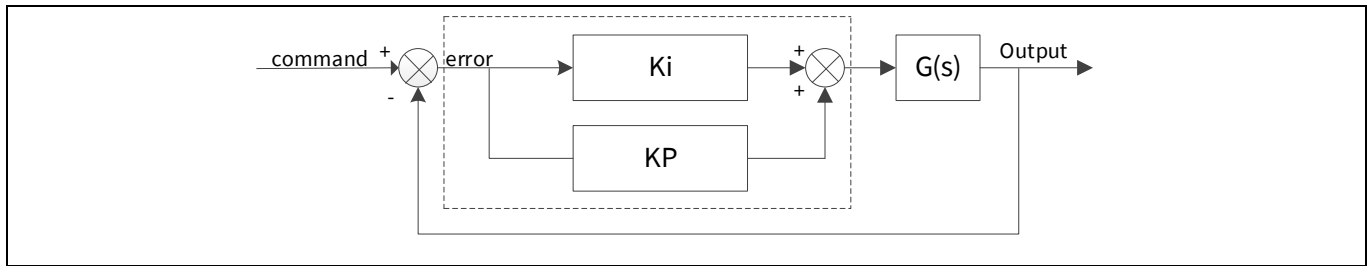 command
+
-
error
Ki
KP
+
+
G(s)
Output